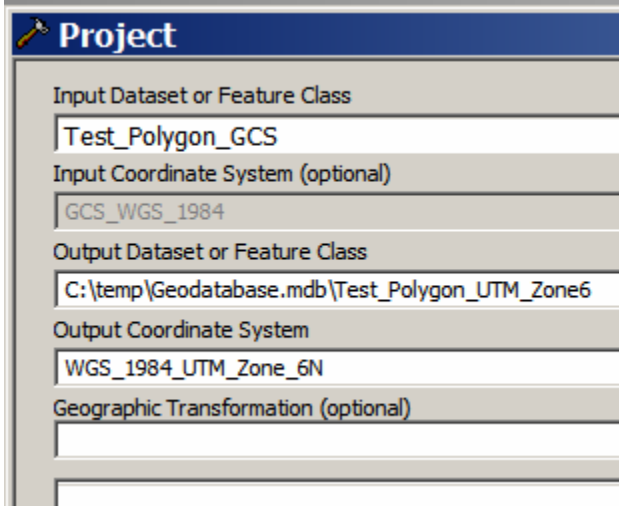 Project
Input Dataset or Feature Class
Test_Polygon_GCS
Input Coordinate System (optional)
GCS_WGS_1984
Output Dataset or Feature Class
C:\temp\Geodatabase.mdb\Test_Polygon_UTM_Zone6
Output Coordinate System
WGS_1984_UTM_Zone_6N
Geographic Transformation (optional)